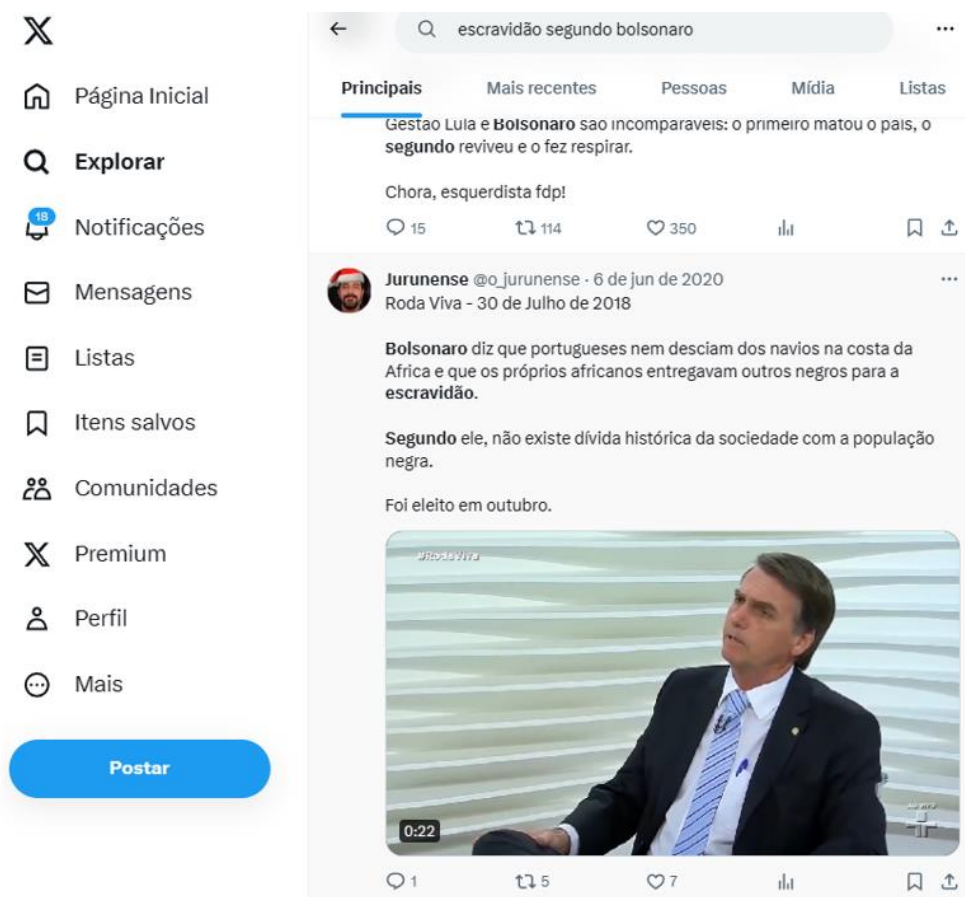 X
escravidão segundo bolsonaro
Página Inicial
Explorar
18
Notificações
Mensagens
Listas
Itens salvos
Comunidades
Premium
Perfil
Mais
Postar
Principais Mais recentes Pessoas Mídia Listas
Gestão Lula e Bolsonaro são incomparáveis: o primeiro matou o país, o
segundo reviveu e o fez respirar.
Chora, esquerdista fdp!
15 114 350
Jurunense @o_jurunense · 6 de jun de 2020
Roda Viva - 30 de Julho de 2018
Bolsonaro diz que portugueses nem desciam dos navios na costa da
Africa e que os próprios africanos entregavam outros negros para a
escravidão.
Segundo ele, não existe dívida histórica da sociedade com a população
negra.
Foi eleito em outubro.
#RodaViva
AO VIVO
0:22
1 5 7